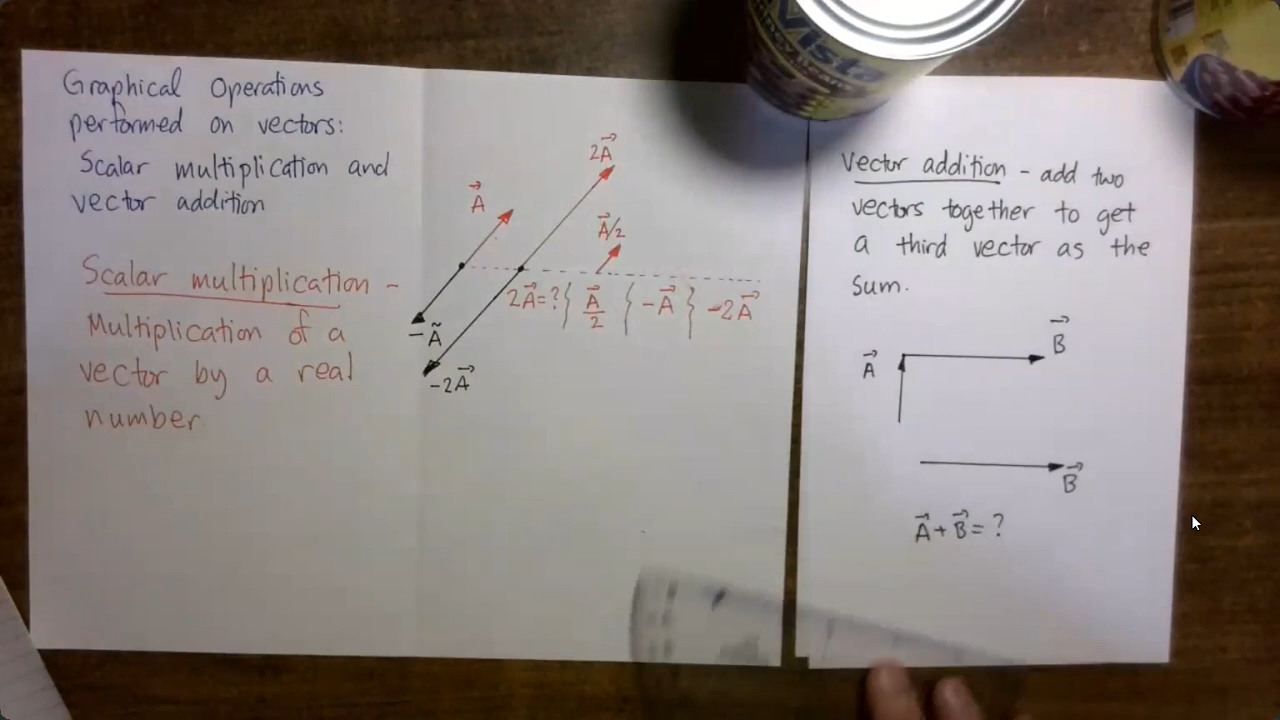 Graphical Operations
performed on vectors:
Scalar multiplication and
vector addition
Scalar multiplication -
Multiplication of a
vector by a real
number
A⃗
2A⃗
A⃗/2
2A⃗=? } A⃗/2 { -A⃗ } -2A⃗
-Ã
-2A⃗
Vista
Vector addition - add two
vectors together to get
a third vector as the
sum.
A⃗
B⃗
B⃗
A⃗+B⃗=?